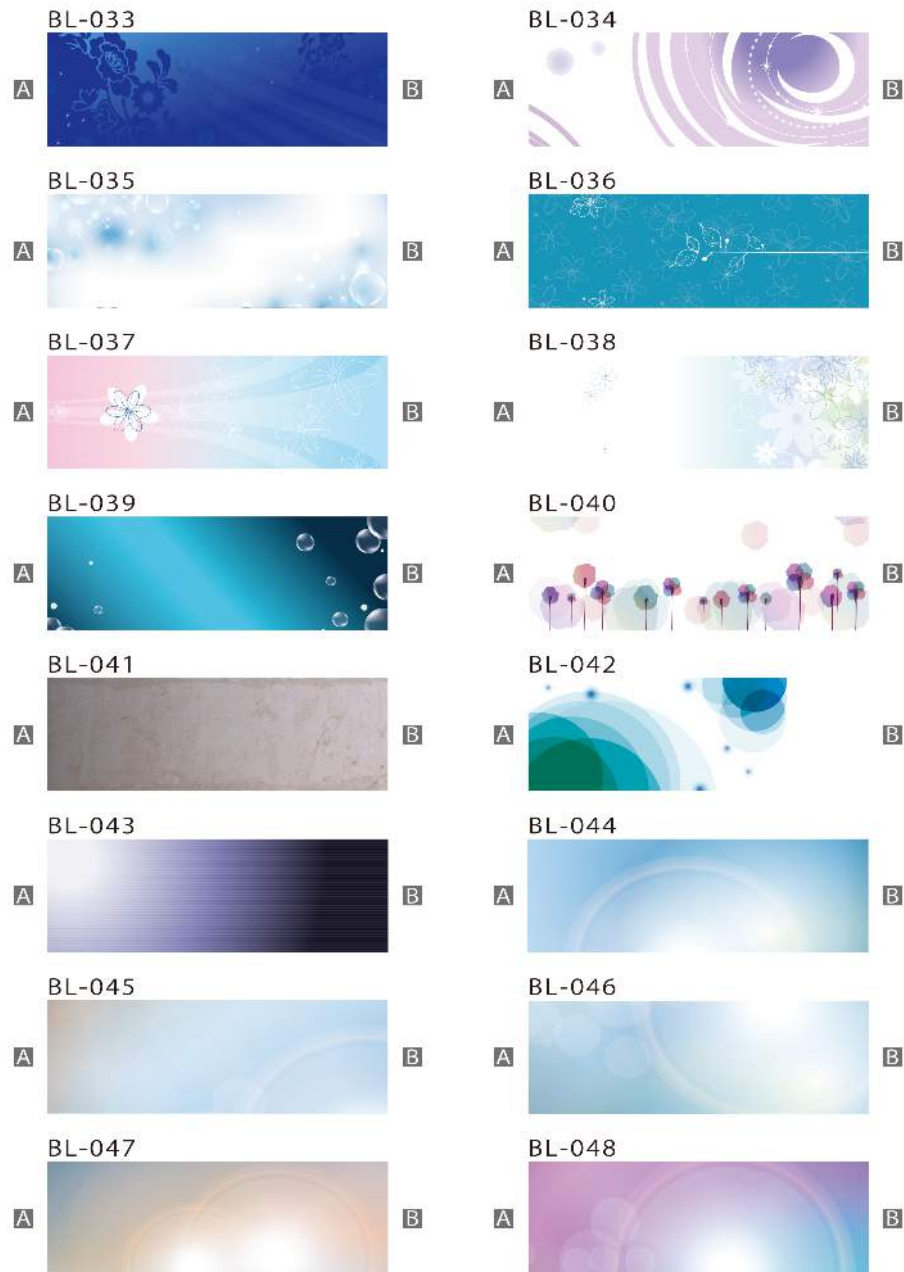 BL-033
A B
BL-034
A B
BL-035
A B
BL-036
A B
BL-037
A B
BL-038
A B
BL-039
A B
BL-040
A B
BL-041
A B
BL-042
A B
BL-043
A B
BL-044
A B
BL-045
A B
BL-046
A B
BL-047
A B
BL-048
A B